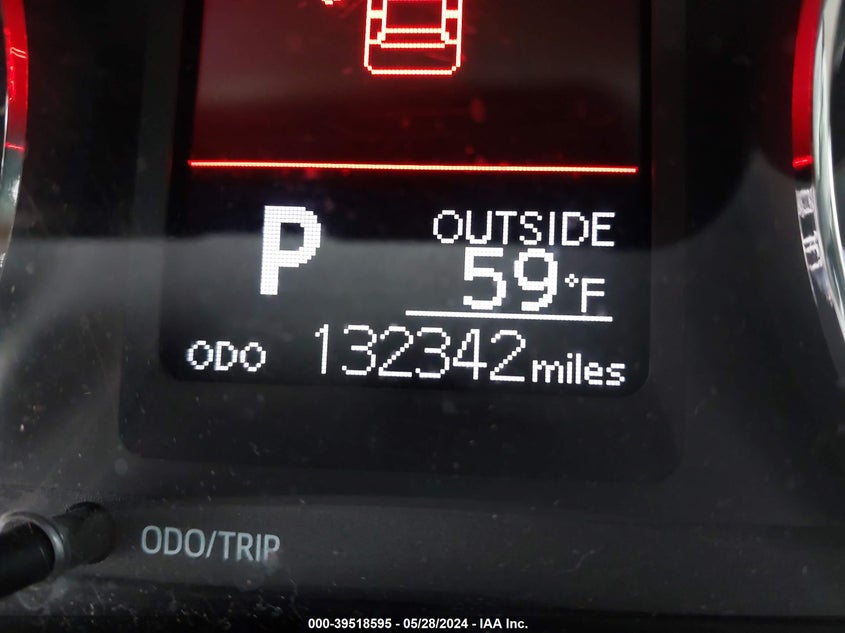 P
OUTSIDE
59°F
ODO 132342 miles
ODO/TRIP
000-39518595 - 05/28/2024 - IAA Inc.